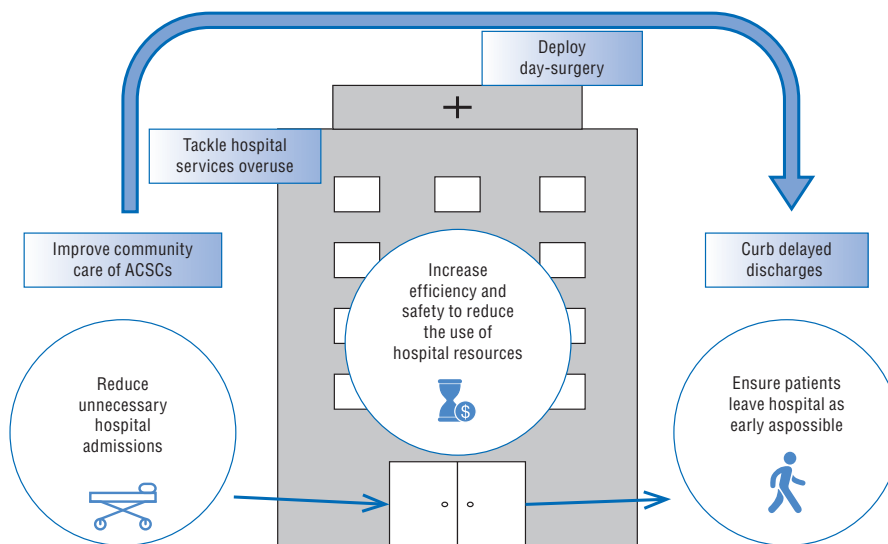 Deploy
day-surgery
Tackle hospital
services overuse
Improve community
care of ACSCs
Curb delayed
discharges
Increase
efficiency and
safety to reduce
the use of
hospital resources
$
Reduce
unnecessary
hospital
admissions
Ensure patients
leave hospital as
early aspossible